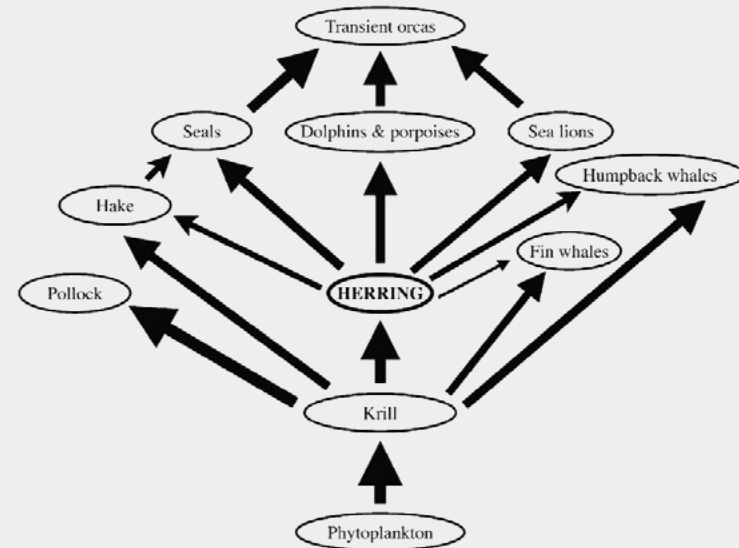 Transient orcas
Seals
Dolphins & porpoises
Sea lions
Humpback whales
Hake
Fin whales
Pollock
HERRING
Krill
Phytoplankton